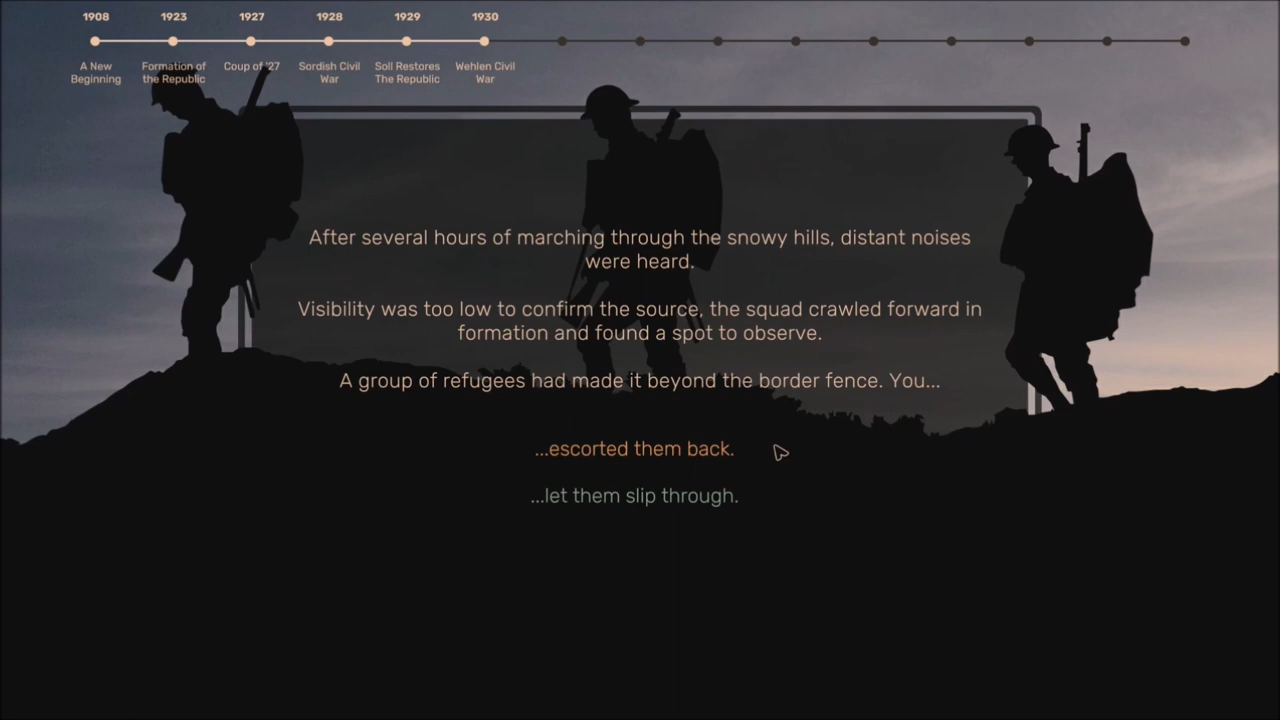 1908
1923
1927
1928
1929
1930
A New
Beginning
Formation of
the Republic
Coup of '27
Sordish Civil
War
Soll Restores
The Republic
Wehlen Civil
War
After several hours of marching through the snowy hills, distant noises
were heard.
Visibility was too low to confirm the source, the squad crawled forward in
formation and found a spot to observe.
A group of refugees had made it beyond the border fence. You...
...escorted them back.
...let them slip through.